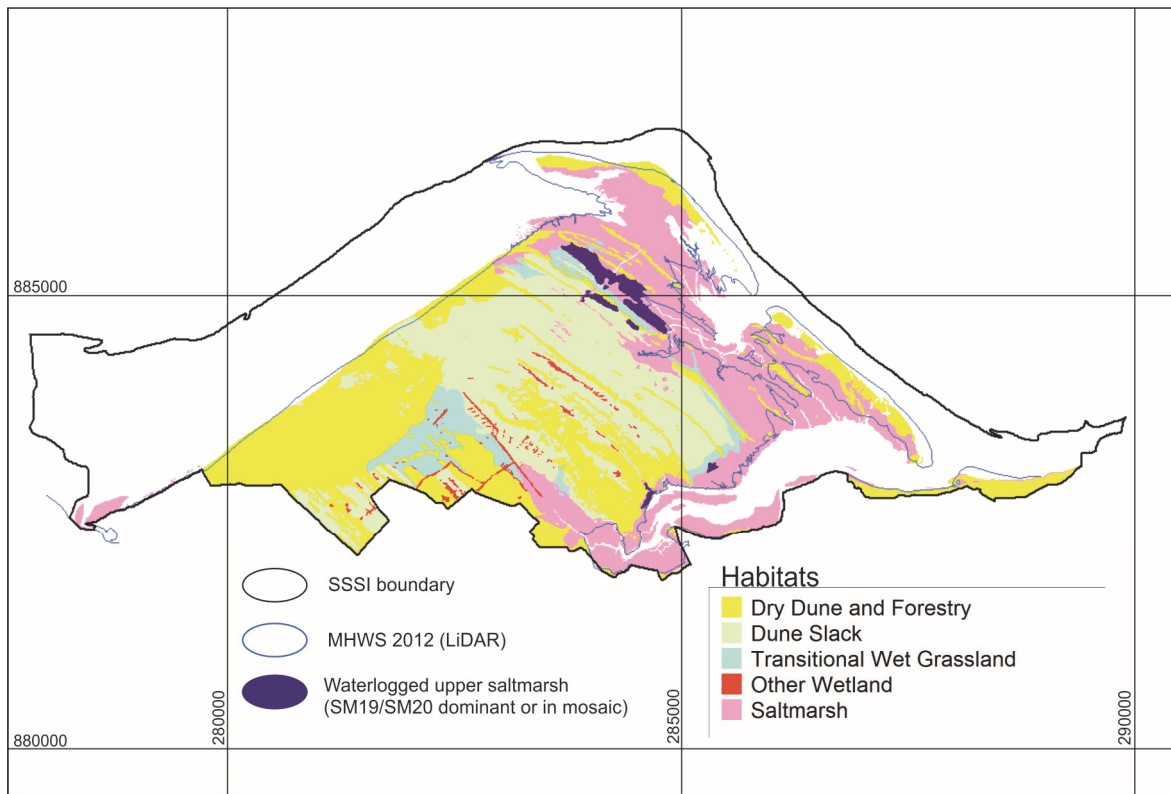 885000
SSSI boundary
MHWS 2012 (LiDAR)
Waterlogged upper saltmarsh
(SM19/SM20 dominant or in mosaic)
Habitats
Dry Dune and Forestry
Dune Slack
Transitional Wet Grassland
Other Wetland
Saltmarsh
880000
280000
285000
290000